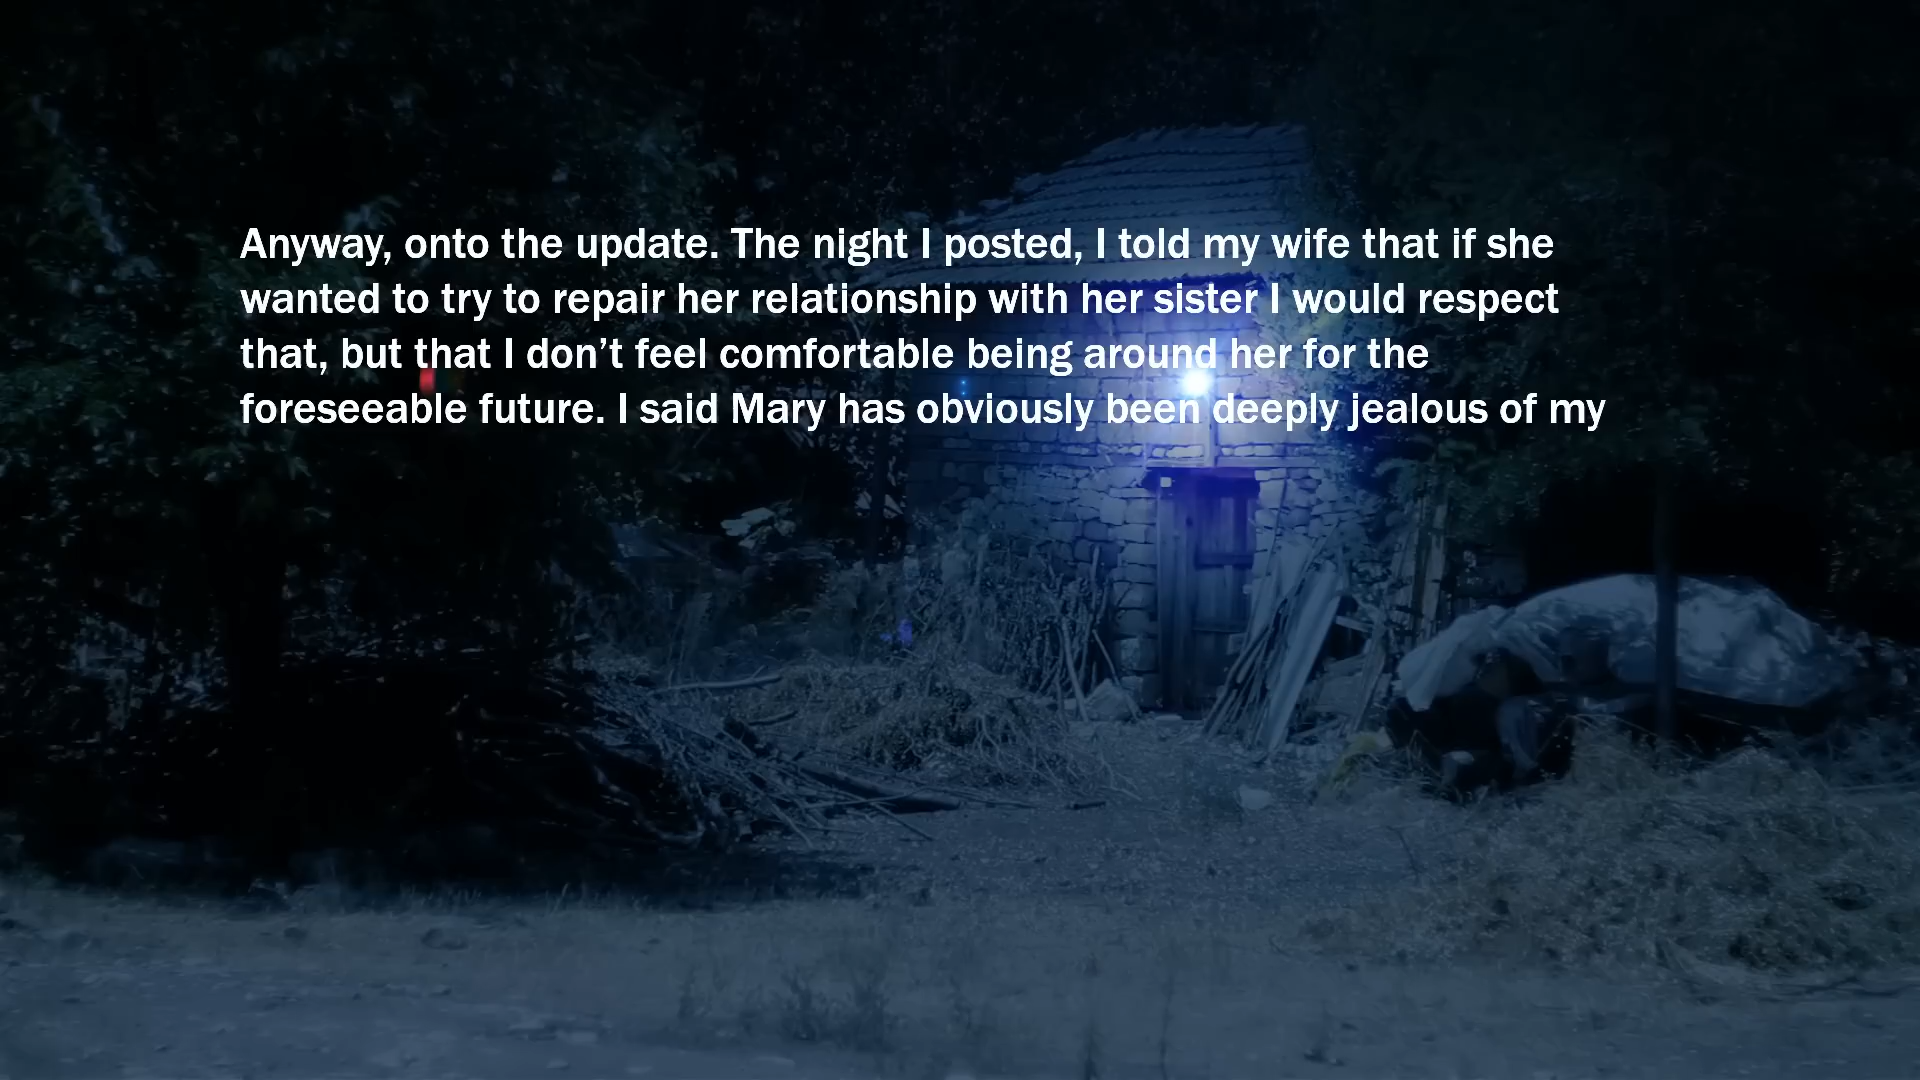 Anyway, onto the update. The night I posted, I told my wife that if she
wanted to try to repair her relationship with her sister I would respect
that, but that I don’t feel comfortable being around her for the
foreseeable future. I said Mary has obviously been deeply jealous of my